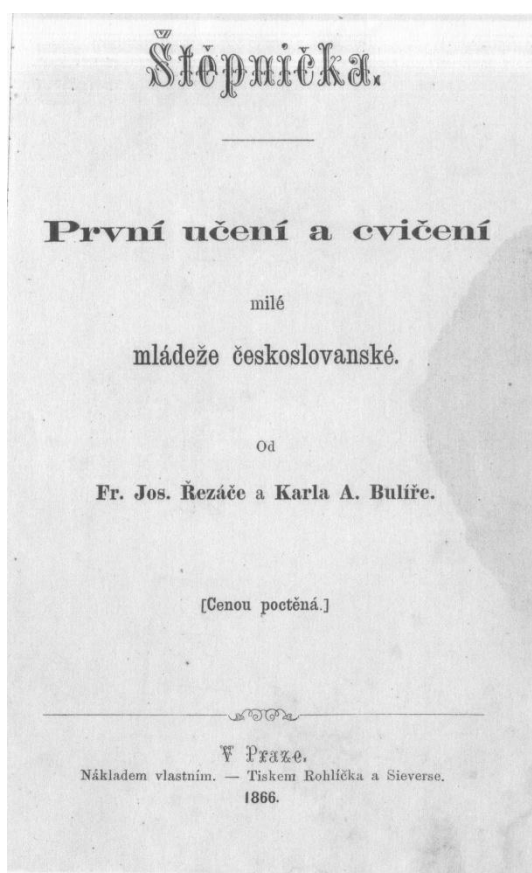 Štěpnička.
První učení a cvičení
milé
mládeže českoslovanské.
Od
Fr. Jos. Řezáče a Karla A. Bulíře.
[Cenou poctěná.]
V Praze.
Nákladem vlastním. — Tiskem Rohlíčka a Sieverse.
1866.